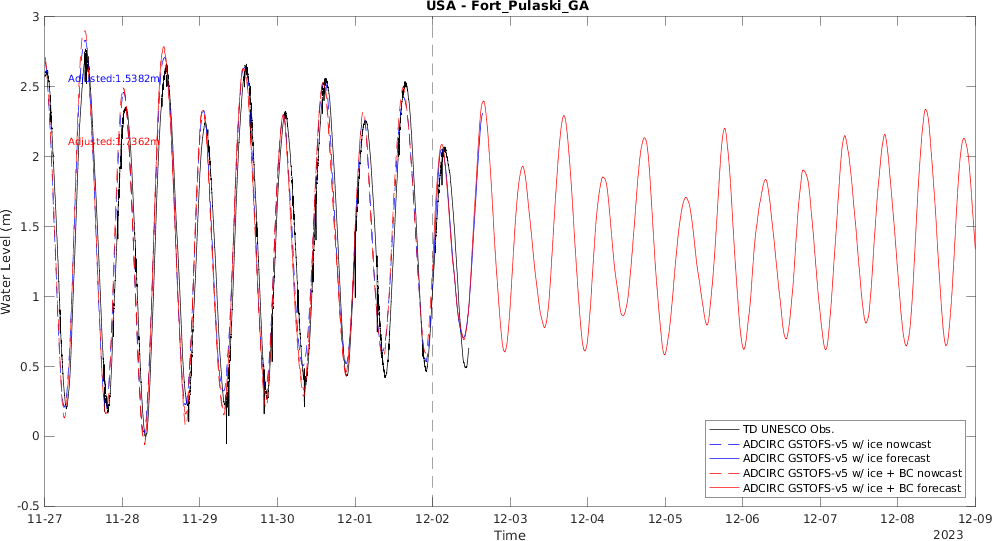 USA - Fort_Pulaski_GA
Water Level (m)
3
2.5
2
1.5
1
0.5
0
-0.5
Adjusted:1.5382m
Adjusted:1.7362m
TD UNESCO Obs.
ADCIRC GSTOFS-v5 w/ ice nowcast
ADCIRC GSTOFS-v5 w/ ice forecast
ADCIRC GSTOFS-v5 w/ ice + BC nowcast
ADCIRC GSTOFS-v5 w/ ice + BC forecast
11-27 11-28 11-29 11-30 12-01 12-02 12-03 12-04 12-05 12-06 12-07 12-08 12-09
Time
2023